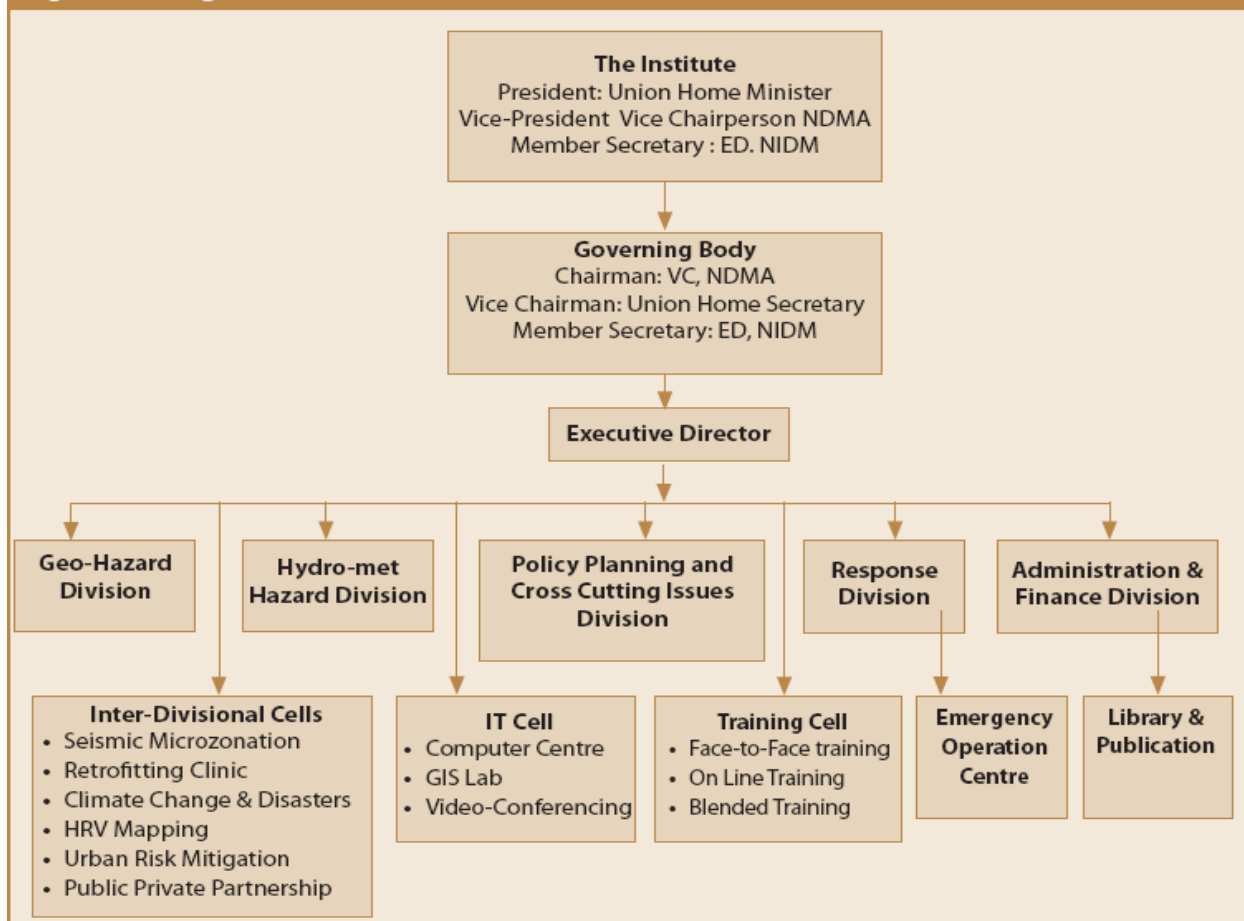 The Institute
President: Union Home Minister
Vice-President Vice Chairperson NDMA
Member Secretary : ED. NIDM
Governing Body
Chairman: VC, NDMA
Vice Chairman: Union Home Secretary
Member Secretary: ED, NIDM
Executive Director
Geo-Hazard
Division
Hydro-met
Hazard Division
Policy Planning and
Cross Cutting Issues
Division
Response
Division
Administration &
Finance Division
Inter-Divisional Cells
• Seismic Microzonation
• Retrofitting Clinic
• Climate Change & Disasters
• HRV Mapping
• Urban Risk Mitigation
• Public Private Partnership
IT Cell
• Computer Centre
• GIS Lab
• Video-Conferencing
Training Cell
• Face-to-Face training
• On Line Training
• Blended Training
Emergency
Operation
Centre
Library &
Publication